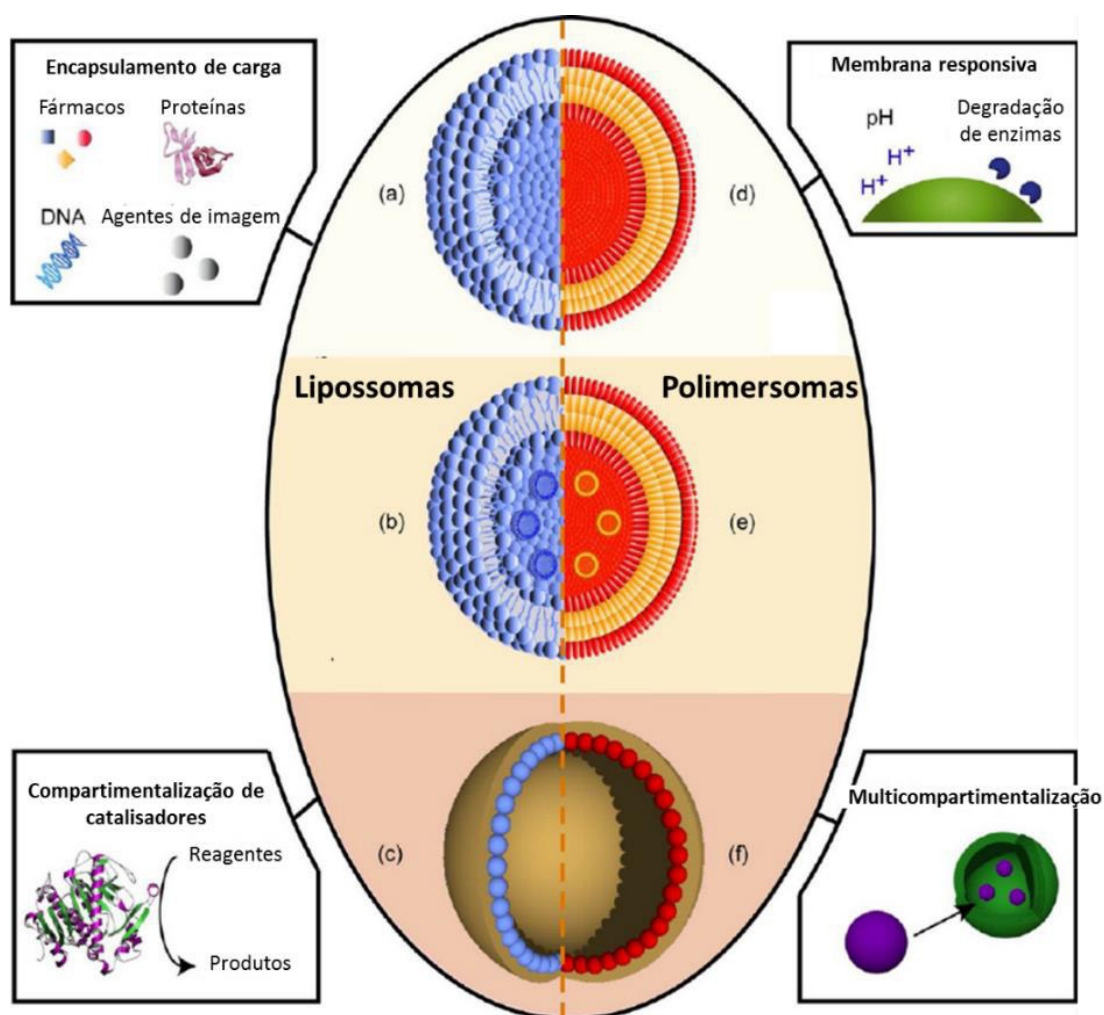 Encapsulamento de carga
Fármacos
Proteínas
DNA
Agentes de imagem
Membrana responsiva
pH
Degradação
de enzimas
H+
H+
(a)
(d)
Lipossomas
Polimersomas
(b)
(e)
Compartimentalização de
catalisadores
Reagentes
Produtos
(c)
(f)
Multicompartimentalização